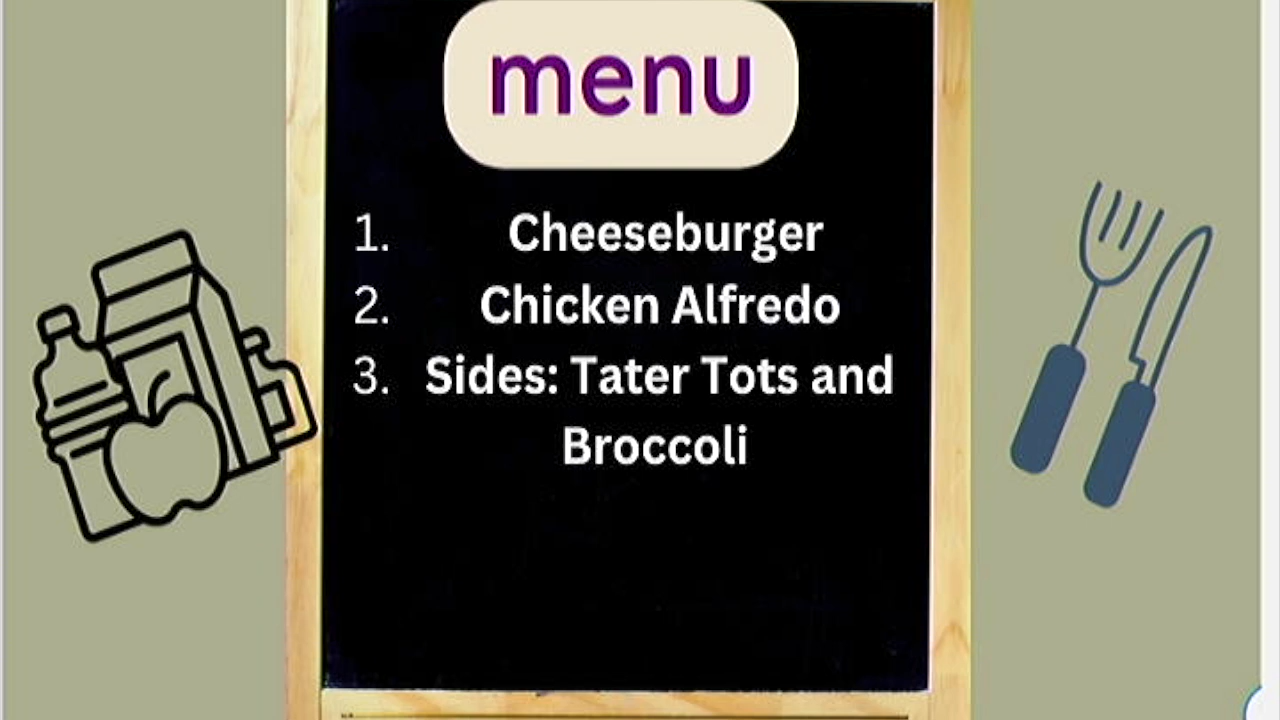 menu
1. Cheeseburger
2. Chicken Alfredo
3. Sides: Tater Tots and
Broccoli